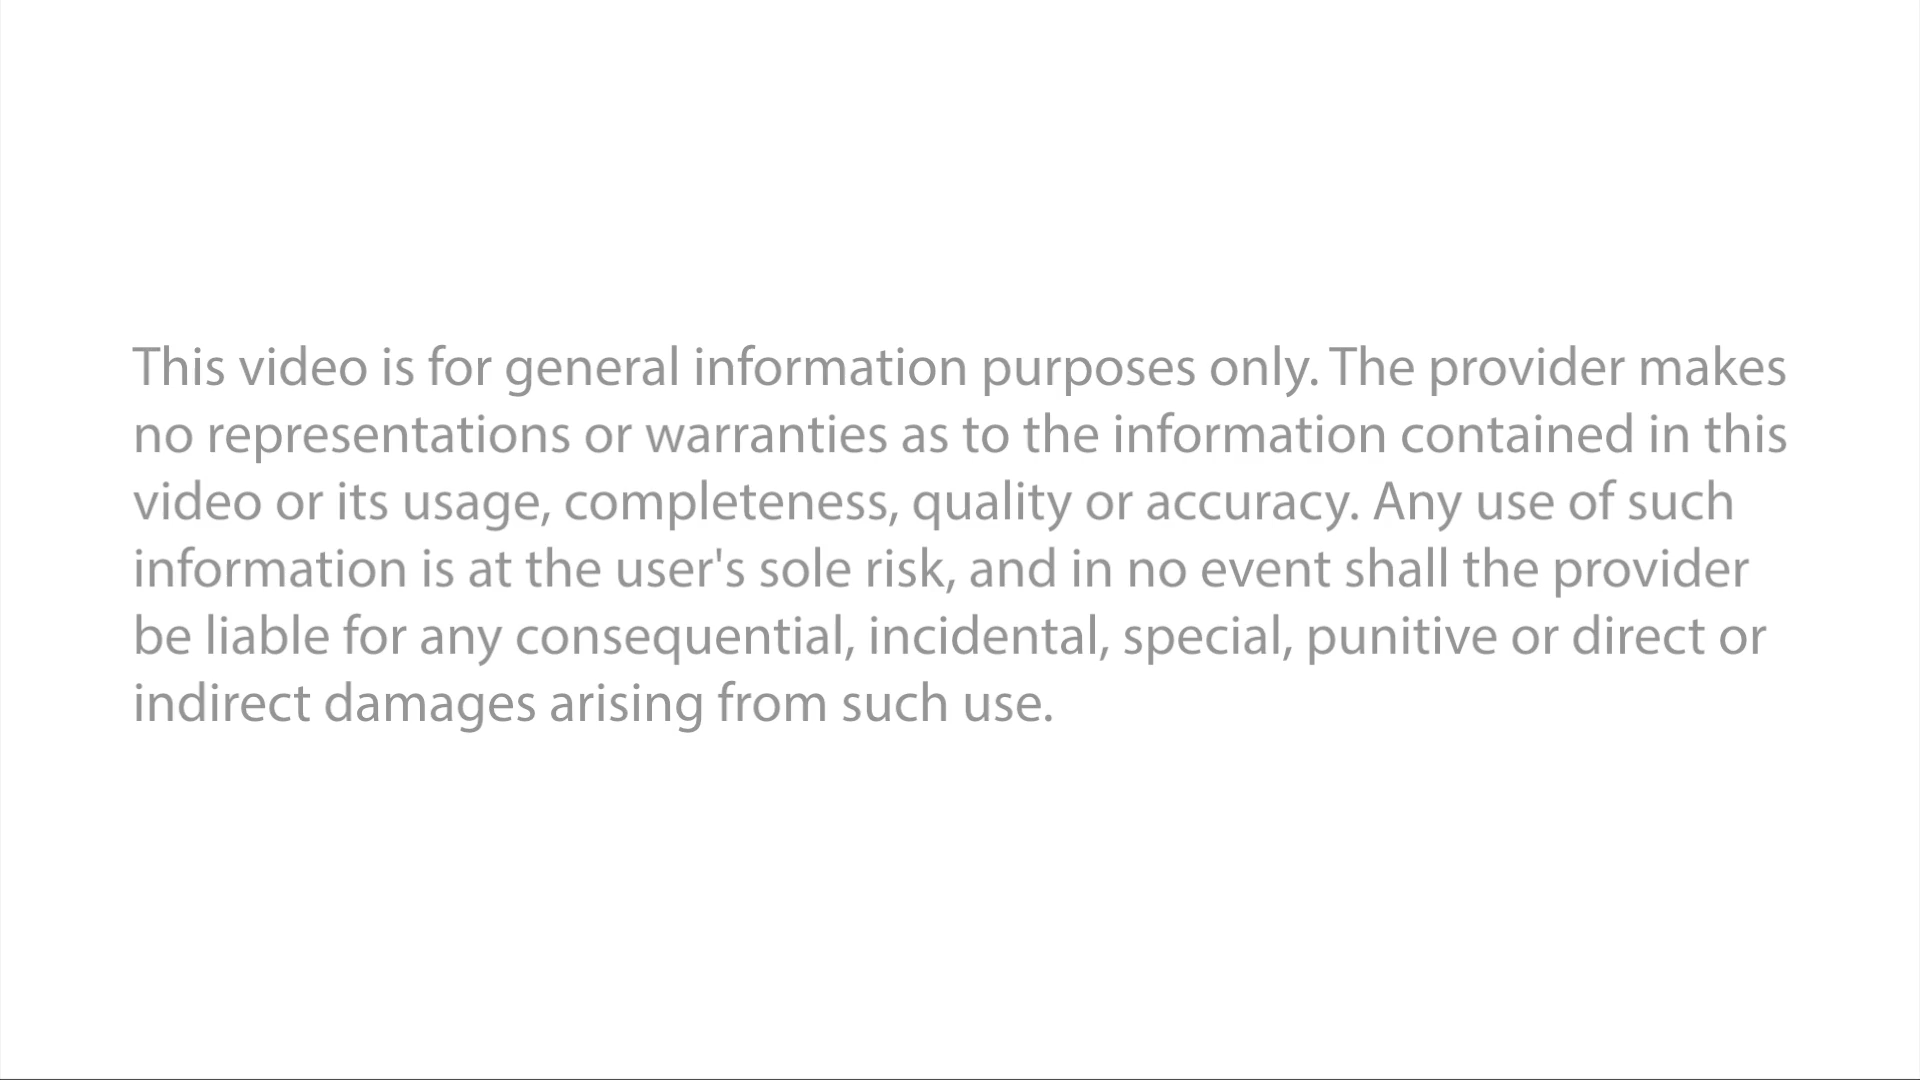 This video is for general information purposes only. The provider makes
no representations or warranties as to the information contained in this
video or its usage, completeness, quality or accuracy. Any use of such
information is at the user's sole risk, and in no event shall the provider
be liable for any consequential, incidental, special, punitive or direct or
indirect damages arising from such use.